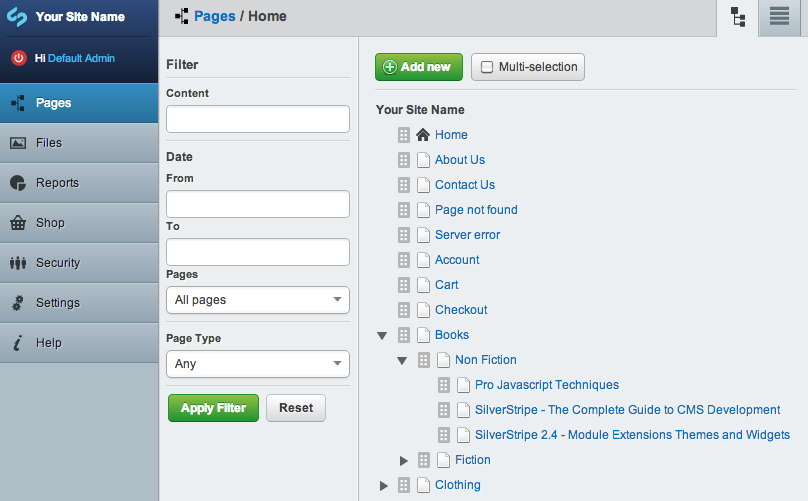 Your Site Name
Hi Default Admin
Pages
Files
Reports
Shop
Security
Settings
Help
Pages / Home
Filter
Content
Date
From
To
Pages
All pages
Page Type
Any
Apply Filter
Reset
Add new
Multi-selection
Your Site Name
Home
About Us
Contact Us
Page not found
Server error
Account
Cart
Checkout
Books
Non Fiction
Pro Javascript Techniques
SilverStripe - The Complete Guide to CMS Development
SilverStripe 2.4 - Module Extensions Themes and Widgets
Fiction
Clothing